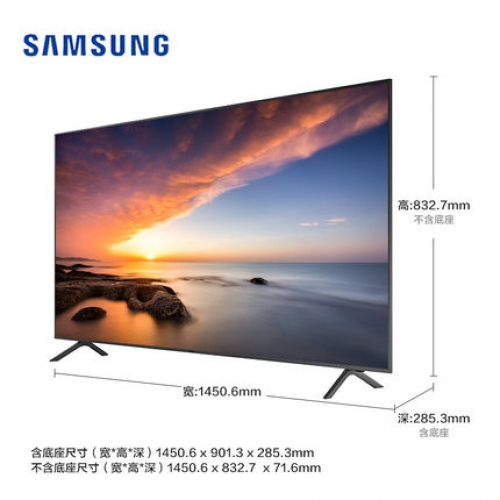 SAMSUNG
高:832.7mm
不含底座
宽:1450.6mm
深:285.3mm
含底座
含底座尺寸（宽*高*深）1450.6 x 901.3 x 285.3mm
不含底座尺寸（宽*高*深）1450.6 x 832.7 x 71.6mm